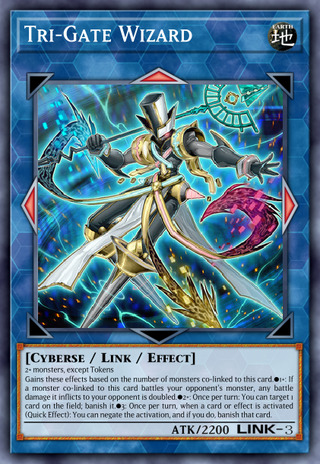 TRI-GATE WIZARD
EARTH
地
[CYBERSE / LINK / EFFECT]
2+ monsters, except Tokens
Gains these effects based on the number of monsters co-linked to this card.●1+: If
a monster co-linked to this card battles your opponent's monster, any battle
damage it inflicts to your opponent is doubled.●2+: Once per turn: You can target 1
card on the field; banish it.●3: Once per turn, when a card or effect is activated
(Quick Effect): You can negate the activation, and if you do, banish that card.
ATK/2200 LINK-3